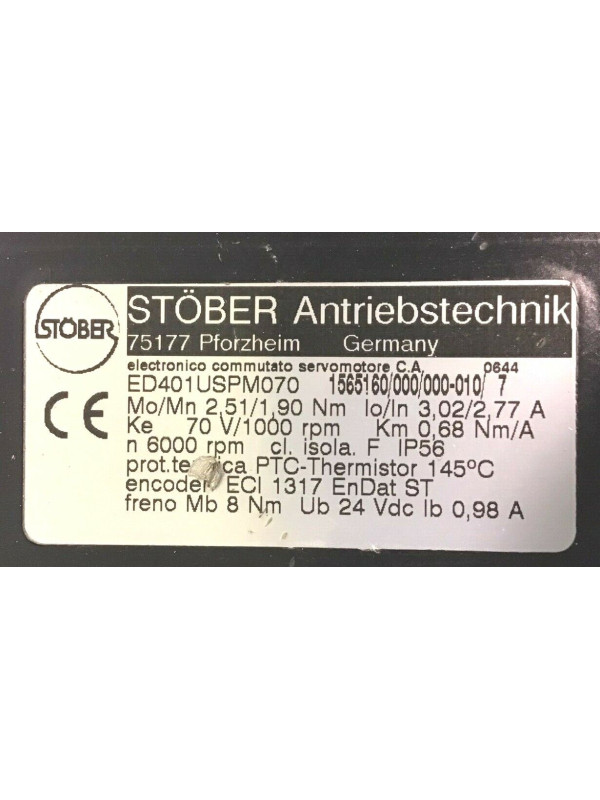 STÖBER
STÖBER Antriebstechnik
75177 Pforzheim Germany
electronico commutato servomotore C.A. 0644
ED401USPM070 1565160/000/000-010/ 7
CE
Mo/Mn 2,51/1,90 Nm Io/In 3,02/2,77 A
Ke 70 V/1000 rpm Km 0,68 Nm/A
n 6000 rpm cl. isola. F IP56
PTC-Thermistor 145ºC
encoder ECI 1317 EnDat ST
freno Mb 8 Nm Ub 24 Vdc Ib 0,98 A